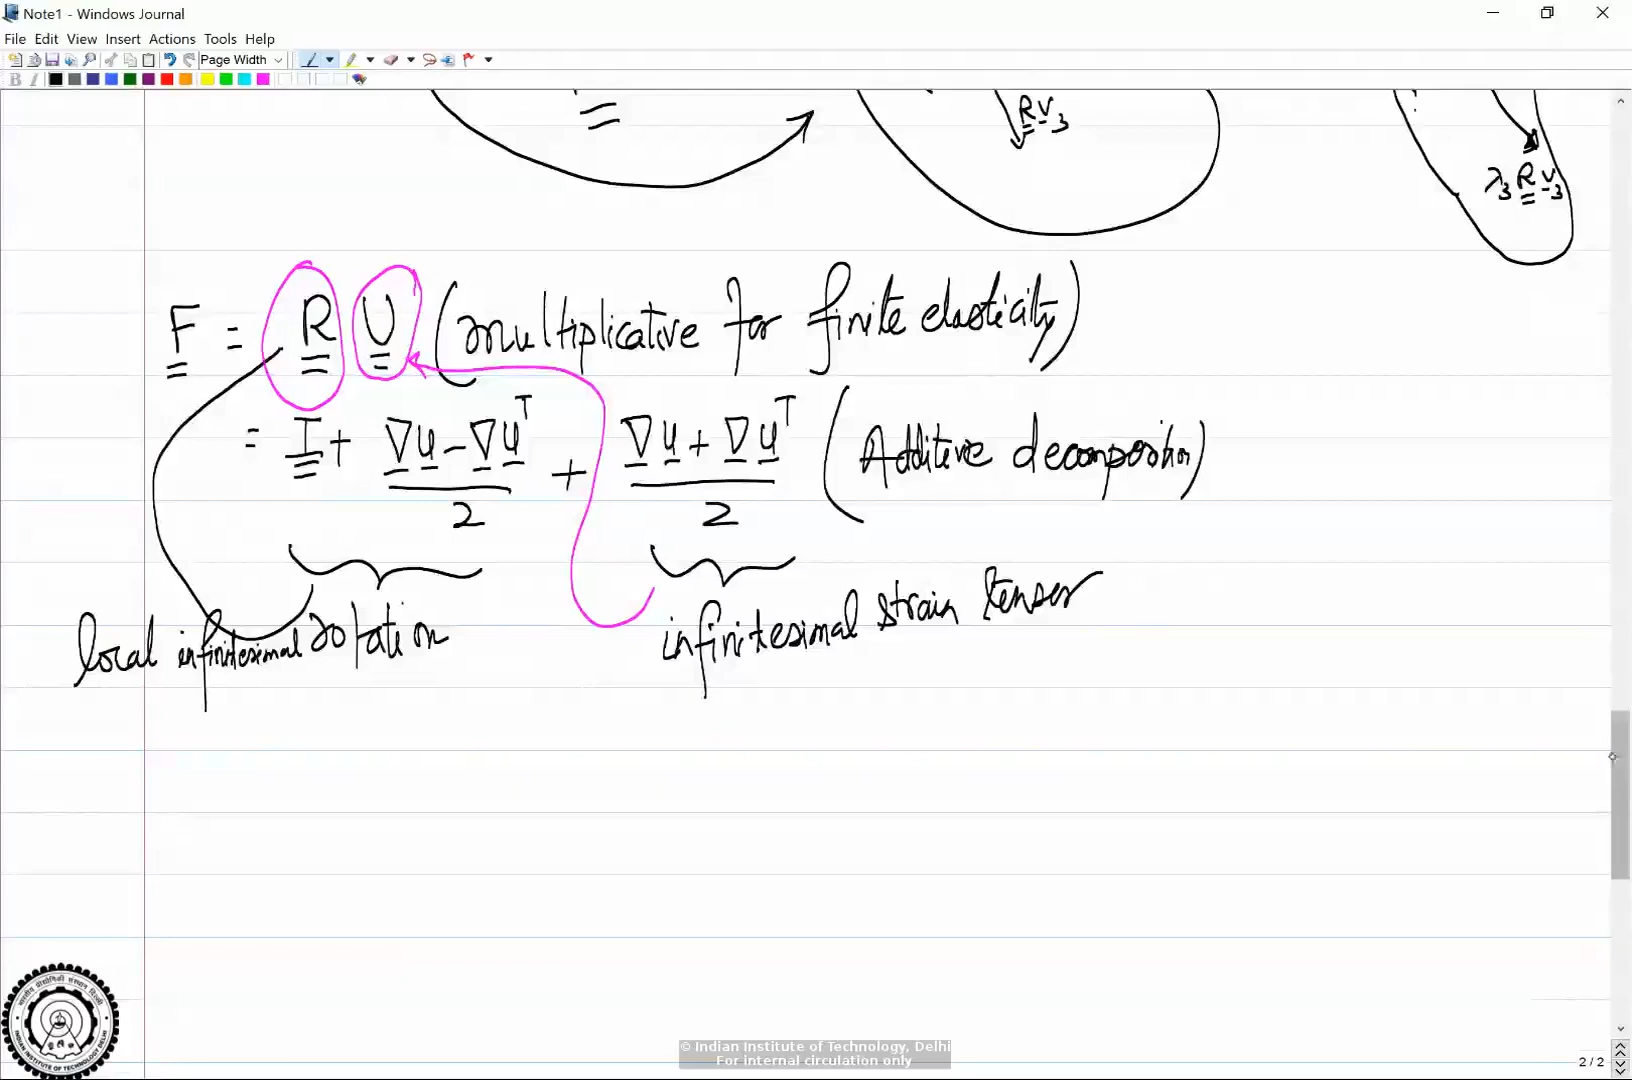 Note1 - Windows Journal
File Edit View Insert Actions Tools Help
Page Width
B I
R V3
λ3 R V3
F = R U (multiplicative for finite elasticity)
= I + (∇u - ∇u^T)/2 + (∇u + ∇u^T)/2 (Additive decomposition)
local infinitesimal rotation
infinitesimal strain tensor
© Indian Institute of Technology, Delhi
For internal circulation only
2 / 2